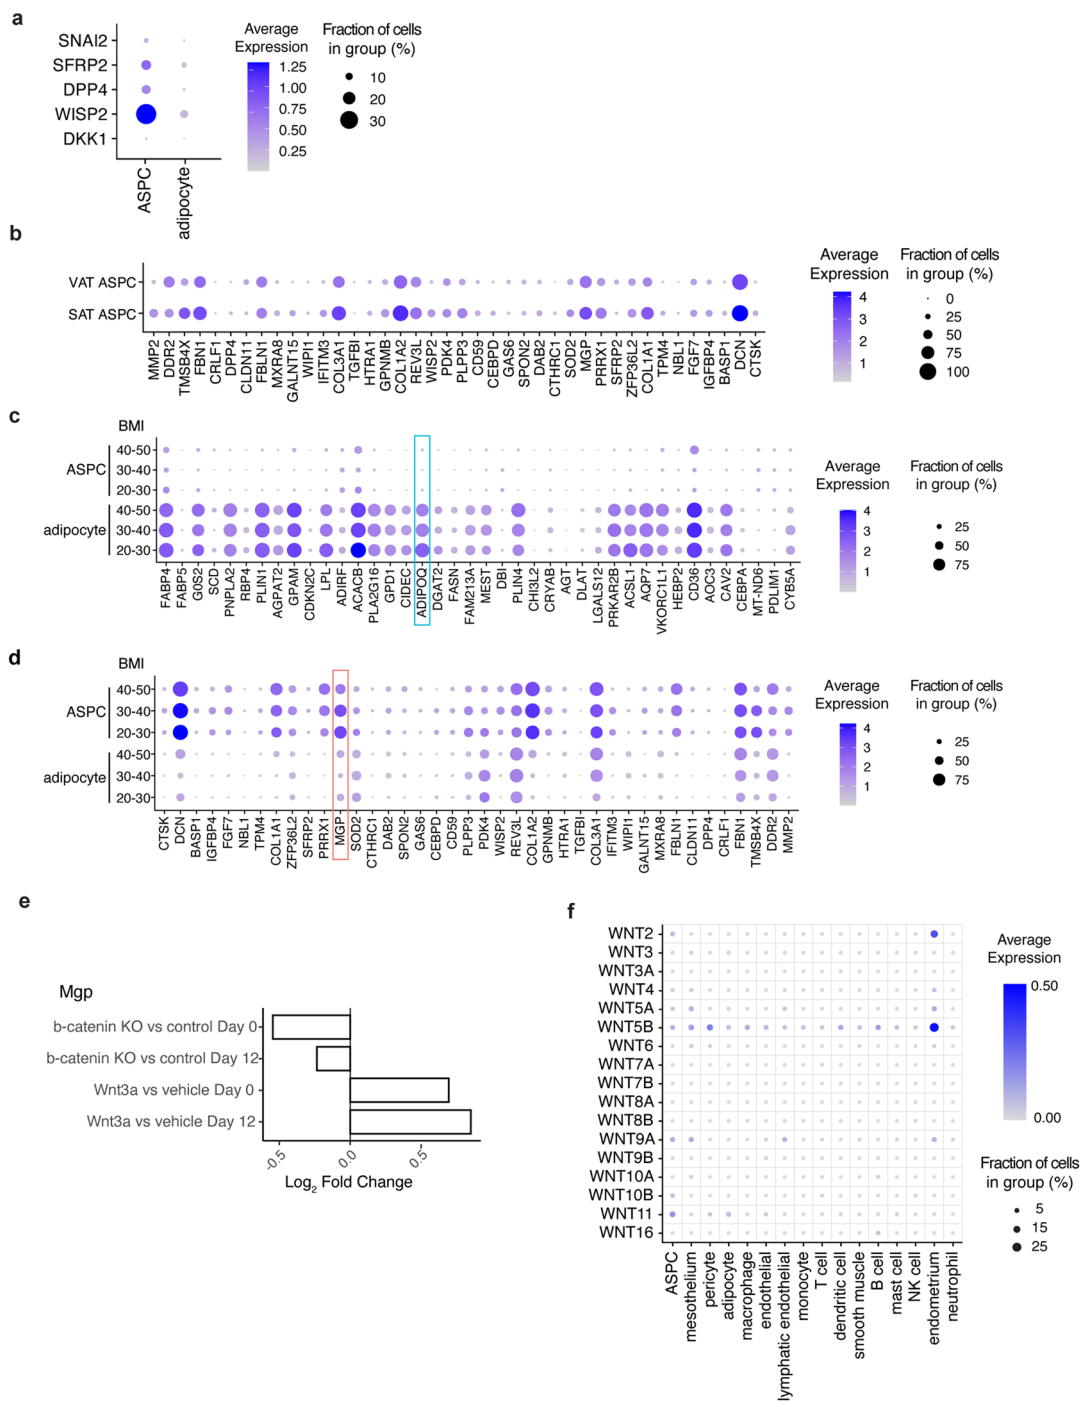 a
SNAI2
SFRP2
DPP4
WISP2
DKK1
ASPC
adipocyte
Average
Expression
1.25
1.00
0.75
0.50
0.25
Fraction of cells
in group (%)
10
20
30
b
VAT ASPC
SAT ASPC
MMP2
DDR2
TMSB4X
FBN1
CRLF1
DPP4
CLDN11
FBLN1
MXRA8
GALNT15
WIPI1
IFITM3
COL3A1
TGFBI
HTRA1
GPNMB
COL1A2
REV3L
WISP2
PDK4
PLPP3
CD59
CEBPD
GAS6
SPON2
DAB2
CTHRC1
SOD2
MGP
PRRX1
SFRP2
ZFP36L2
COL1A1
TPM4
NBL1
FGF7
IGFBP4
BASP1
DCN
CTSK
Average
Expression
4
3
2
1
Fraction of cells
in group (%)
0
25
50
75
100
c
BMI
ASPC
40-50
30-40
20-30
adipocyte
40-50
30-40
20-30
FABP4
FABP5
G0S2
SCD
PNPLA2
RBP4
PLIN1
AGPAT2
GPAM
CDKN2C
LPL
ADIRF
ACACB
PLA2G16
GPD1
CIDEC
ADIPOQ
DGAT2
FASN
FAM213A
MEST
DBI
PLIN4
CHI3L2
CRYAB
AGT
DLAT
LGALS12
PRKAR2B
ACSL1
AQP7
VKORC1L1
HEBP2
CD36
AOC3
CAV2
CEBPA
MT-ND6
PDLIM1
CYB5A
Average
Expression
4
3
2
1
Fraction of cells
in group (%)
25
50
75
d
BMI
ASPC
40-50
30-40
20-30
adipocyte
40-50
30-40
20-30
CTSK
DCN
BASP1
IGFBP4
FGF7
NBL1
TPM4
COL1A1
ZFP36L2
SFRP2
PRRX1
MGP
SOD2
CTHRC1
DAB2
SPON2
GAS6
CEBPD
CD59
PLPP3
PDK4
WISP2
REV3L
COL1A2
GPNMB
HTRA1
TGFBI
COL3A1
IFITM3
WIPI1
GALNT15
MXRA8
FBLN1
CLDN11
DPP4
CRLF1
FBN1
TMSB4X
DDR2
MMP2
Average
Expression
4
3
2
1
Fraction of cells
in group (%)
25
50
75
e
Mgp
b-catenin KO vs control Day 0
b-catenin KO vs control Day 12
Wnt3a vs vehicle Day 0
Wnt3a vs vehicle Day 12
-0.5
0.0
0.5
Log2 Fold Change
f
WNT2
WNT3
WNT3A
WNT4
WNT5A
WNT5B
WNT6
WNT7A
WNT7B
WNT8A
WNT8B
WNT9A
WNT9B
WNT10A
WNT10B
WNT11
WNT16
ASPC
mesothelium
pericyte
adipocyte
macrophage
endothelial
lymphatic endothelial
monocyte
T cell
dendritic cell
smooth muscle
B cell
mast cell
NK cell
endometrium
neutrophil
Average
Expression
0.50
0.00
Fraction of cells
in group (%)
5
15
25